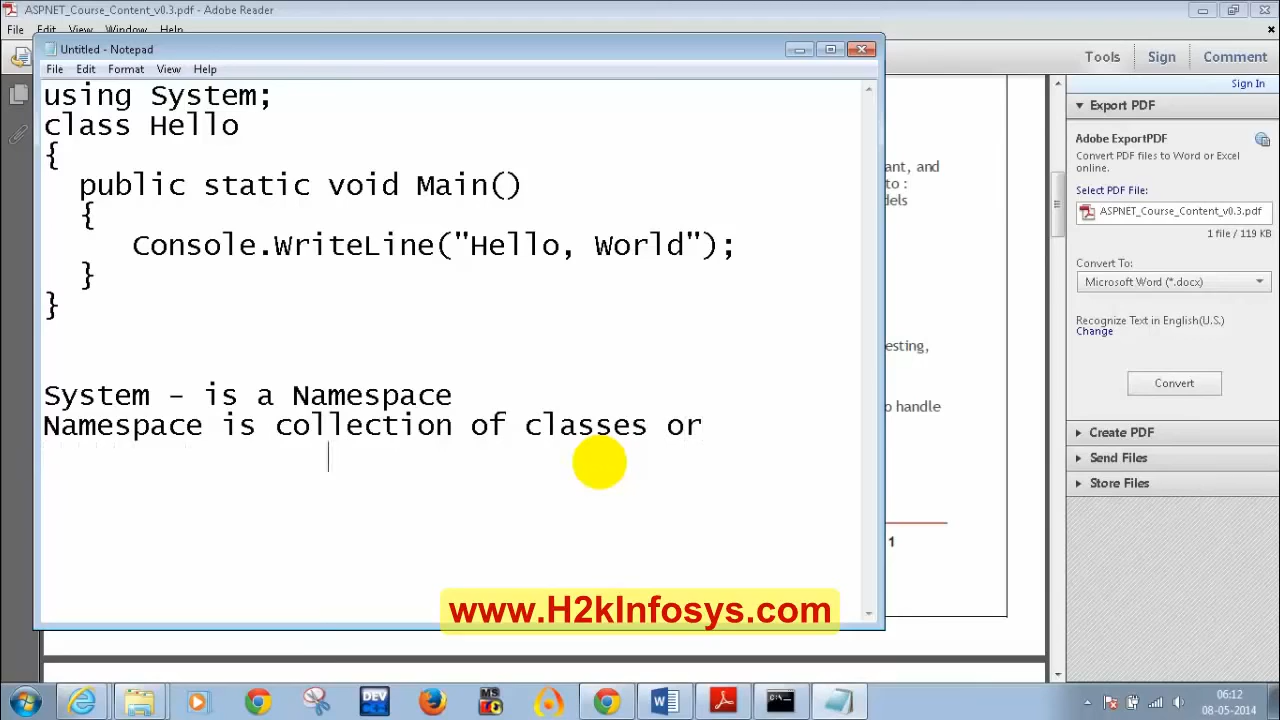 ASPNET_Course_Content_v0.3.pdf - Adobe Reader
File Edit View Window Help
Untitled - Notepad
File Edit Format View Help
using System;
class Hello
{
public static void Main()
{
Console.WriteLine("Hello, World");
}
}
System - is a Namespace
Namespace is collection of classes or
ant, and
to :
dels
esting,
o handle
1
Tools Sign Comment
Sign In
Export PDF
Adobe ExportPDF
Convert PDF files to Word or Excel
online.
Select PDF File:
ASPNET_Course_Content_v0.3.pdf
1 file / 119 KB
Convert To:
Microsoft Word (*.docx)
Recognize Text in English(U.S.)
Change
Convert
Create PDF
Send Files
Store Files
www.H2kInfosys.com
DEV
MS
06:12
08-05-2014